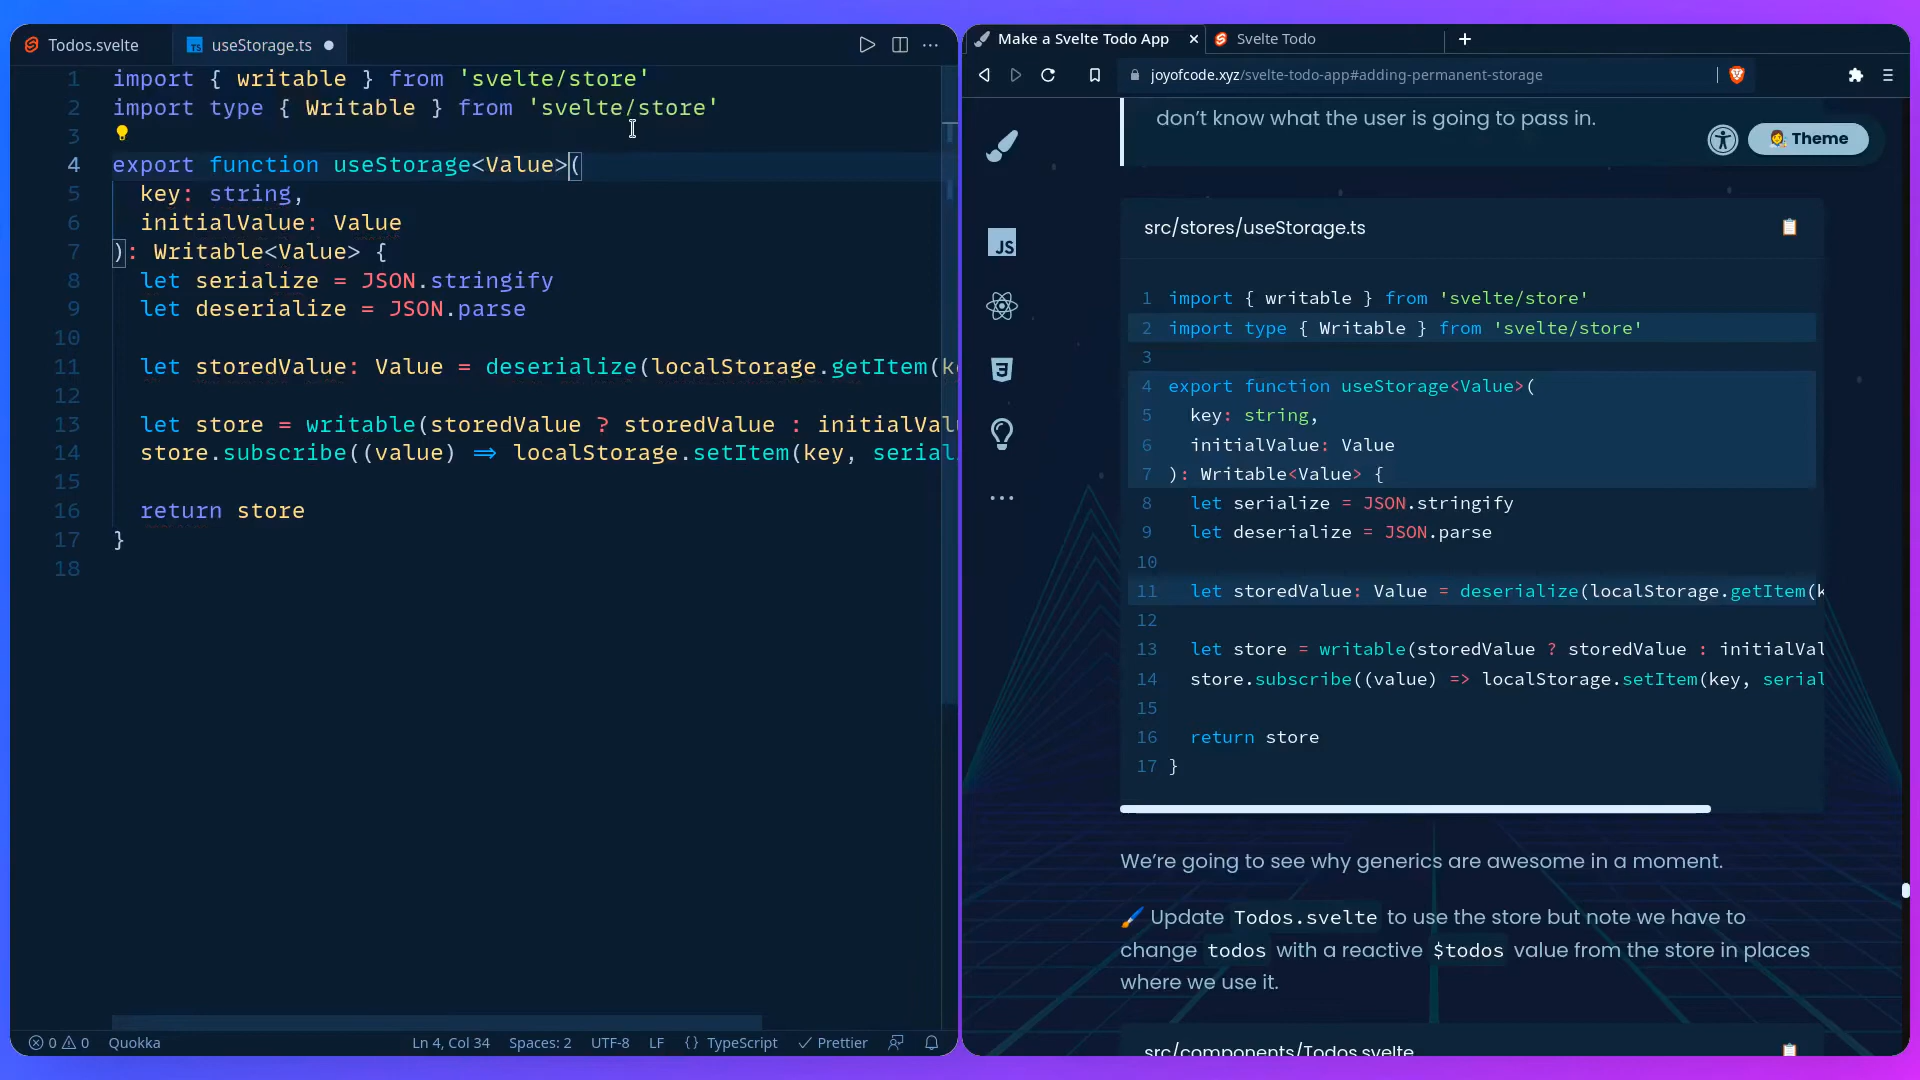 Todos.svelte
TS useStorage.ts
1 import { writable } from 'svelte/store'
2 import type { Writable } from 'svelte/store'
3
4 export function useStorage<Value>(
5 key: string,
6 initialValue: Value
7 ): Writable<Value> {
8 let serialize = JSON.stringify
9 let deserialize = JSON.parse
10
11 let storedValue: Value = deserialize(localStorage.getItem(k
12
13 let store = writable(storedValue ? storedValue : initialVal
14 store.subscribe((value) => localStorage.setItem(key, serial
15
16 return store
17 }
18
0 0 Quokka Ln 4, Col 34 Spaces: 2 UTF-8 LF {} TypeScript Prettier
Make a Svelte Todo App
Svelte Todo
joyofcode.xyz/svelte-todo-app#adding-permanent-storage
don’t know what the user is going to pass in.
Theme
JS
3
src/stores/useStorage.ts
1 import { writable } from 'svelte/store'
2 import type { Writable } from 'svelte/store'
3
4 export function useStorage<Value>(
5 key: string,
6 initialValue: Value
7 ): Writable<Value> {
8 let serialize = JSON.stringify
9 let deserialize = JSON.parse
10
11 let storedValue: Value = deserialize(localStorage.getItem(k
12
13 let store = writable(storedValue ? storedValue : initialVal
14 store.subscribe((value) => localStorage.setItem(key, serial
15
16 return store
17 }
We’re going to see why generics are awesome in a moment.
Update Todos.svelte to use the store but note we have to
change todos with a reactive $todos value from the store in places
where we use it.
src/components/Todos.svelte